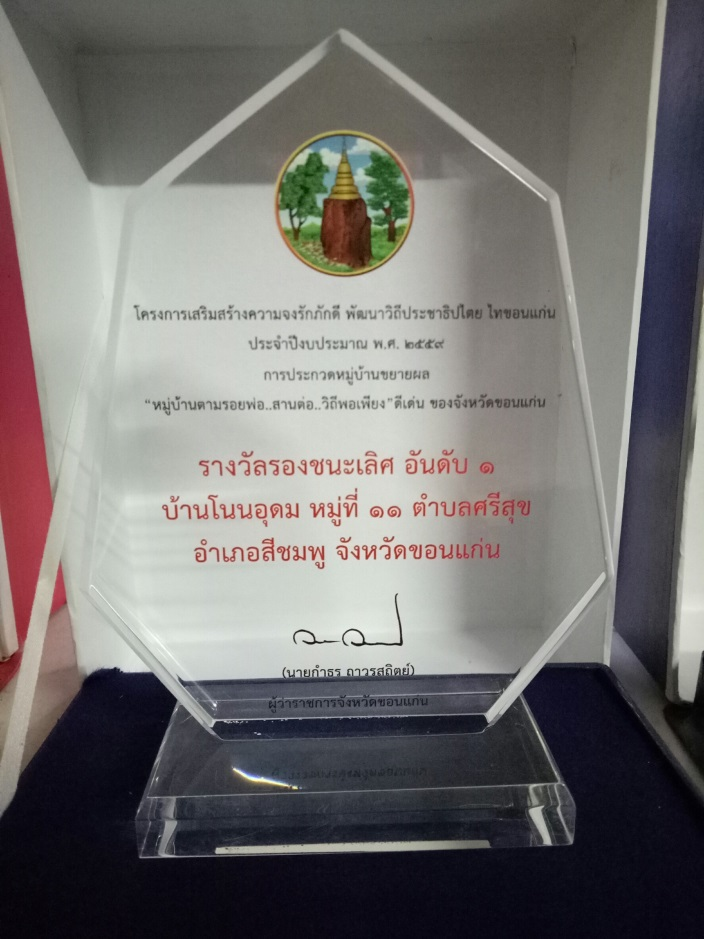 โครงการเสริมสร้างความจงรักภักดี พัฒนาวิถีประชาธิปไตย ไทขอนแก่น
ประจำปีงบประมาณ พ.ศ. ๒๕๕๙
การประกวดหมู่บ้านขยายผล
“หมู่บ้านตามรอยพ่อ..สานต่อ..วิถีพอเพียง”ดีเด่น ของจังหวัดขอนแก่น
รางวัลรองชนะเลิศ อันดับ ๑
บ้านโนนอุดม หมู่ที่ ๑๑ ตำบลศรีสุข
อำเภอสีชมพู จังหวัดขอนแก่น
(นายกำธร ถาวรสถิตย์)
ผู้ว่าราชการจังหวัดขอนแก่น